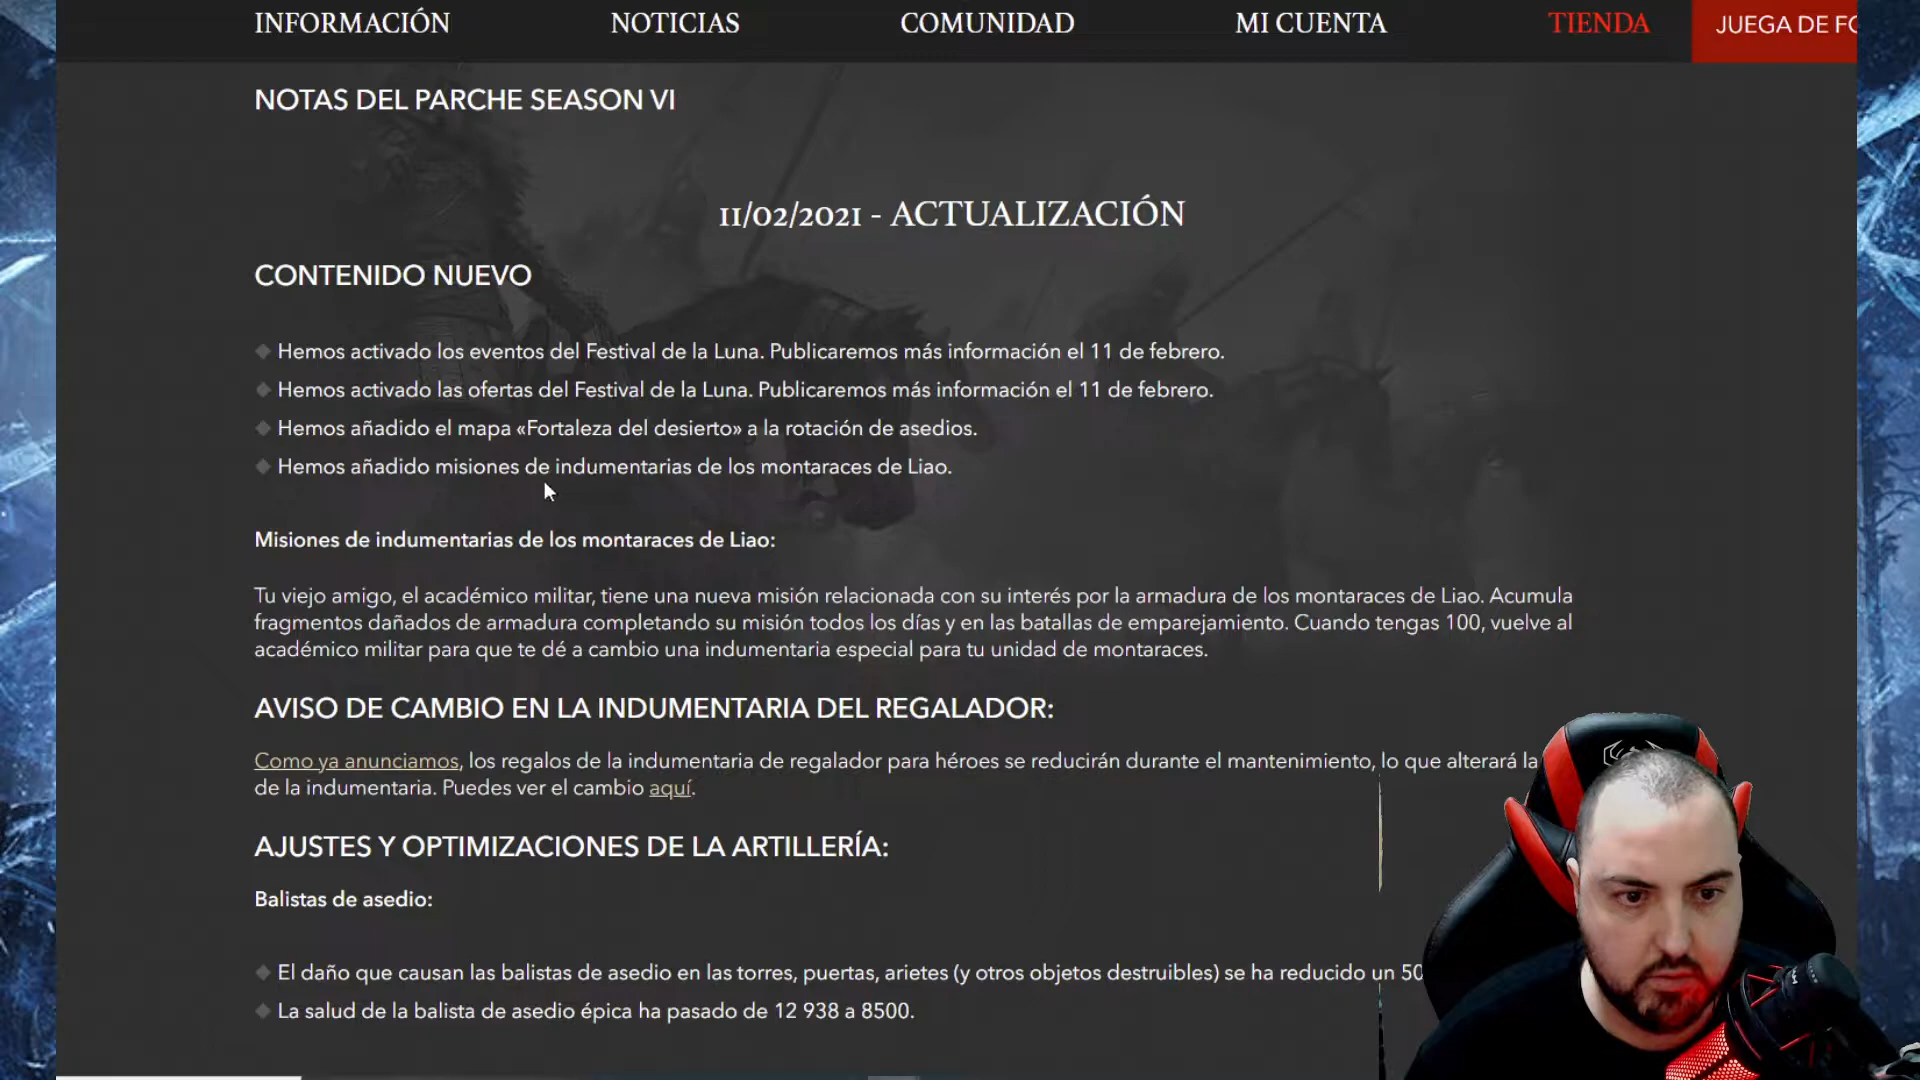 INFORMACIÓN NOTICIAS COMUNIDAD MI CUENTA TIENDA JUEGA DE
NOTAS DEL PARCHE SEASON VI
11/02/2021 - ACTUALIZACIÓN
CONTENIDO NUEVO
Hemos activado los eventos del Festival de la Luna. Publicaremos más información el 11 de febrero.
Hemos activado las ofertas del Festival de la Luna. Publicaremos más información el 11 de febrero.
Hemos añadido el mapa «Fortaleza del desierto» a la rotación de asedios.
Hemos añadido misiones de indumentarias de los montaraces de Liao.
Misiones de indumentarias de los montaraces de Liao:
Tu viejo amigo, el académico militar, tiene una nueva misión relacionada con su interés por la armadura de los montaraces de Liao. Acumula
fragmentos dañados de armadura completando su misión todos los días y en las batallas de emparejamiento. Cuando tengas 100, vuelve al
académico militar para que te dé a cambio una indumentaria especial para tu unidad de montaraces.
AVISO DE CAMBIO EN LA INDUMENTARIA DEL REGALADOR:
Como ya anunciamos, los regalos de la indumentaria de regalador para héroes se reducirán durante el mantenimiento, lo que alterará la
de la indumentaria. Puedes ver el cambio aquí.
AJUSTES Y OPTIMIZACIONES DE LA ARTILLERÍA:
Balistas de asedio:
El daño que causan las balistas de asedio en las torres, puertas, arietes (y otros objetos destruibles) se ha reducido un 50
La salud de la balista de asedio épica ha pasado de 12 938 a 8500.